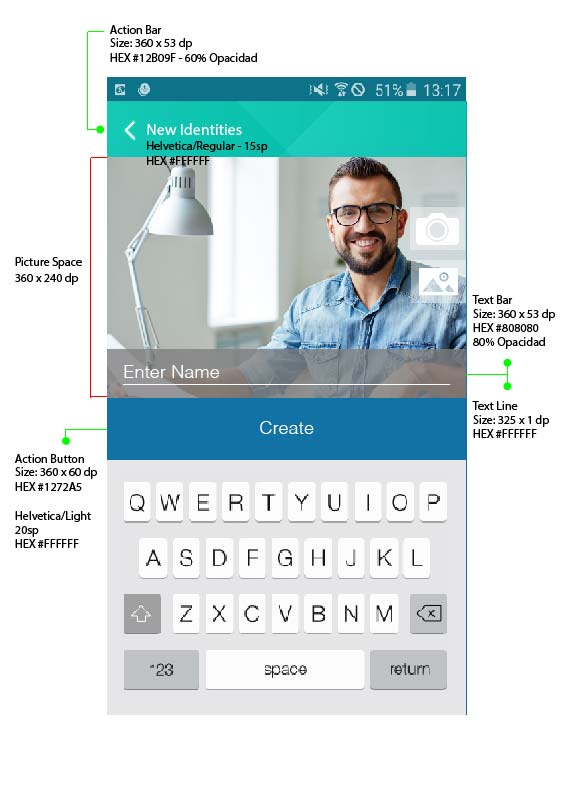 Action Bar
Size: 360 x 53 dp
HEX #12B09F - 60% Opacidad
51% 13:17
New Identities
Helvetica/Regular - 15sp
HEX #FFFFFF
Picture Space
360 x 240 dp
Text Bar
Size: 360 x 53 dp
HEX #808080
80% Opacidad
Enter Name
Text Line
Size: 325 x 1 dp
HEX #FFFFFF
Create
Action Button
Size: 360 x 60 dp
HEX #1272A5
Helvetica/Light
20sp
HEX #FFFFFF
Q W E R T Y U I O P
A S D F G H J K L
Z X C V B N M
*23 space return